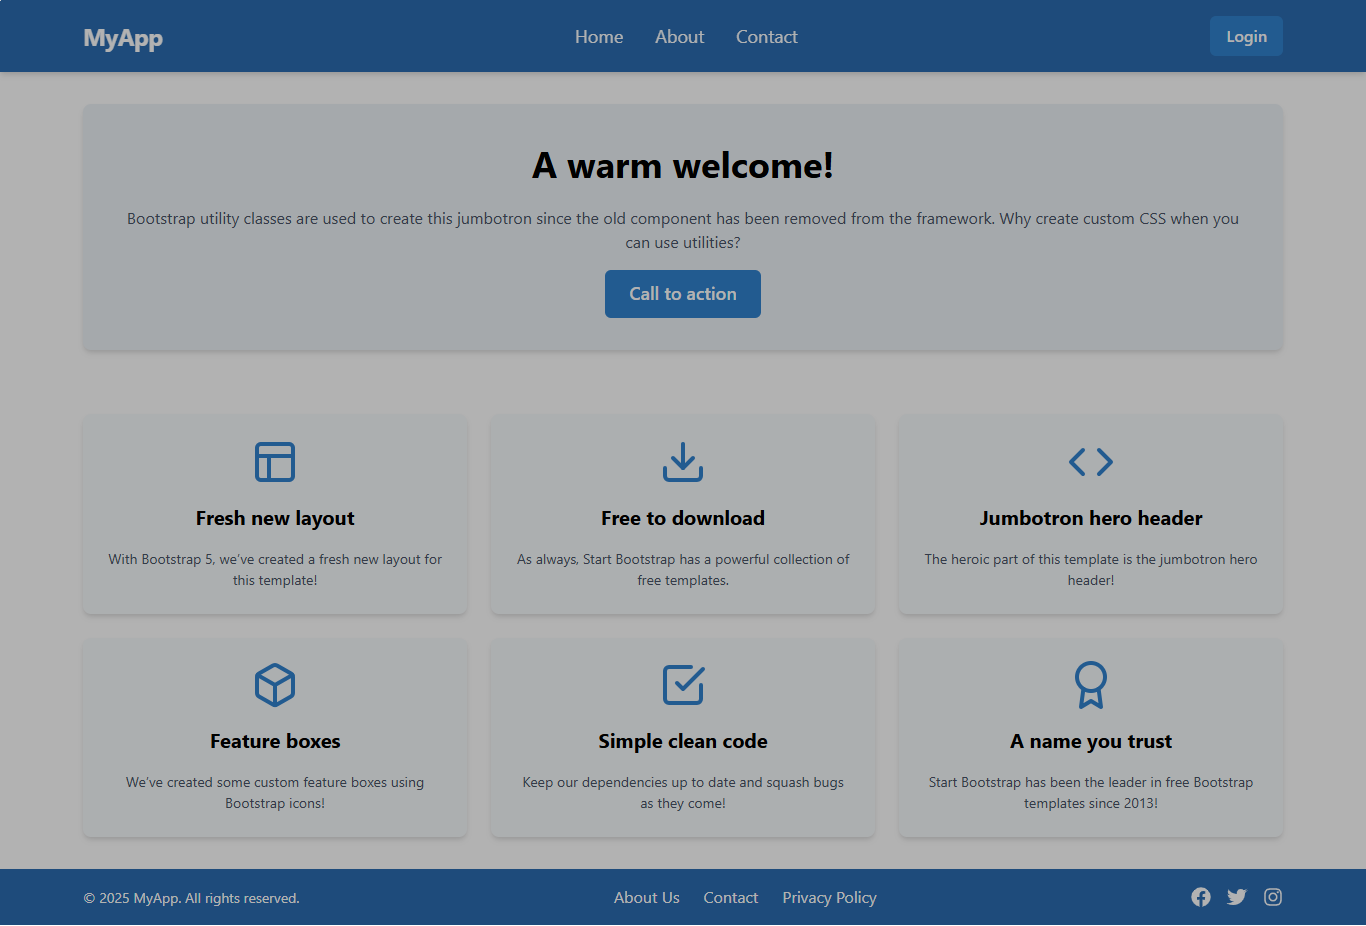 MyApp
Home About Contact
Login
A warm welcome!
Bootstrap utility classes are used to create this jumbotron since the old component has been removed from the framework. Why create custom CSS when you
can use utilities?
Call to action
Fresh new layout
With Bootstrap 5, we've created a fresh new layout for
this template!
Free to download
As always, Start Bootstrap has a powerful collection of
free templates.
Jumbotron hero header
The heroic part of this template is the jumbotron hero
header!
Feature boxes
We've created some custom feature boxes using
Bootstrap icons!
Simple clean code
Keep our dependencies up to date and squash bugs
as they come!
A name you trust
Start Bootstrap has been the leader in free Bootstrap
templates since 2013!
© 2025 MyApp. All rights reserved.
About Us Contact Privacy Policy